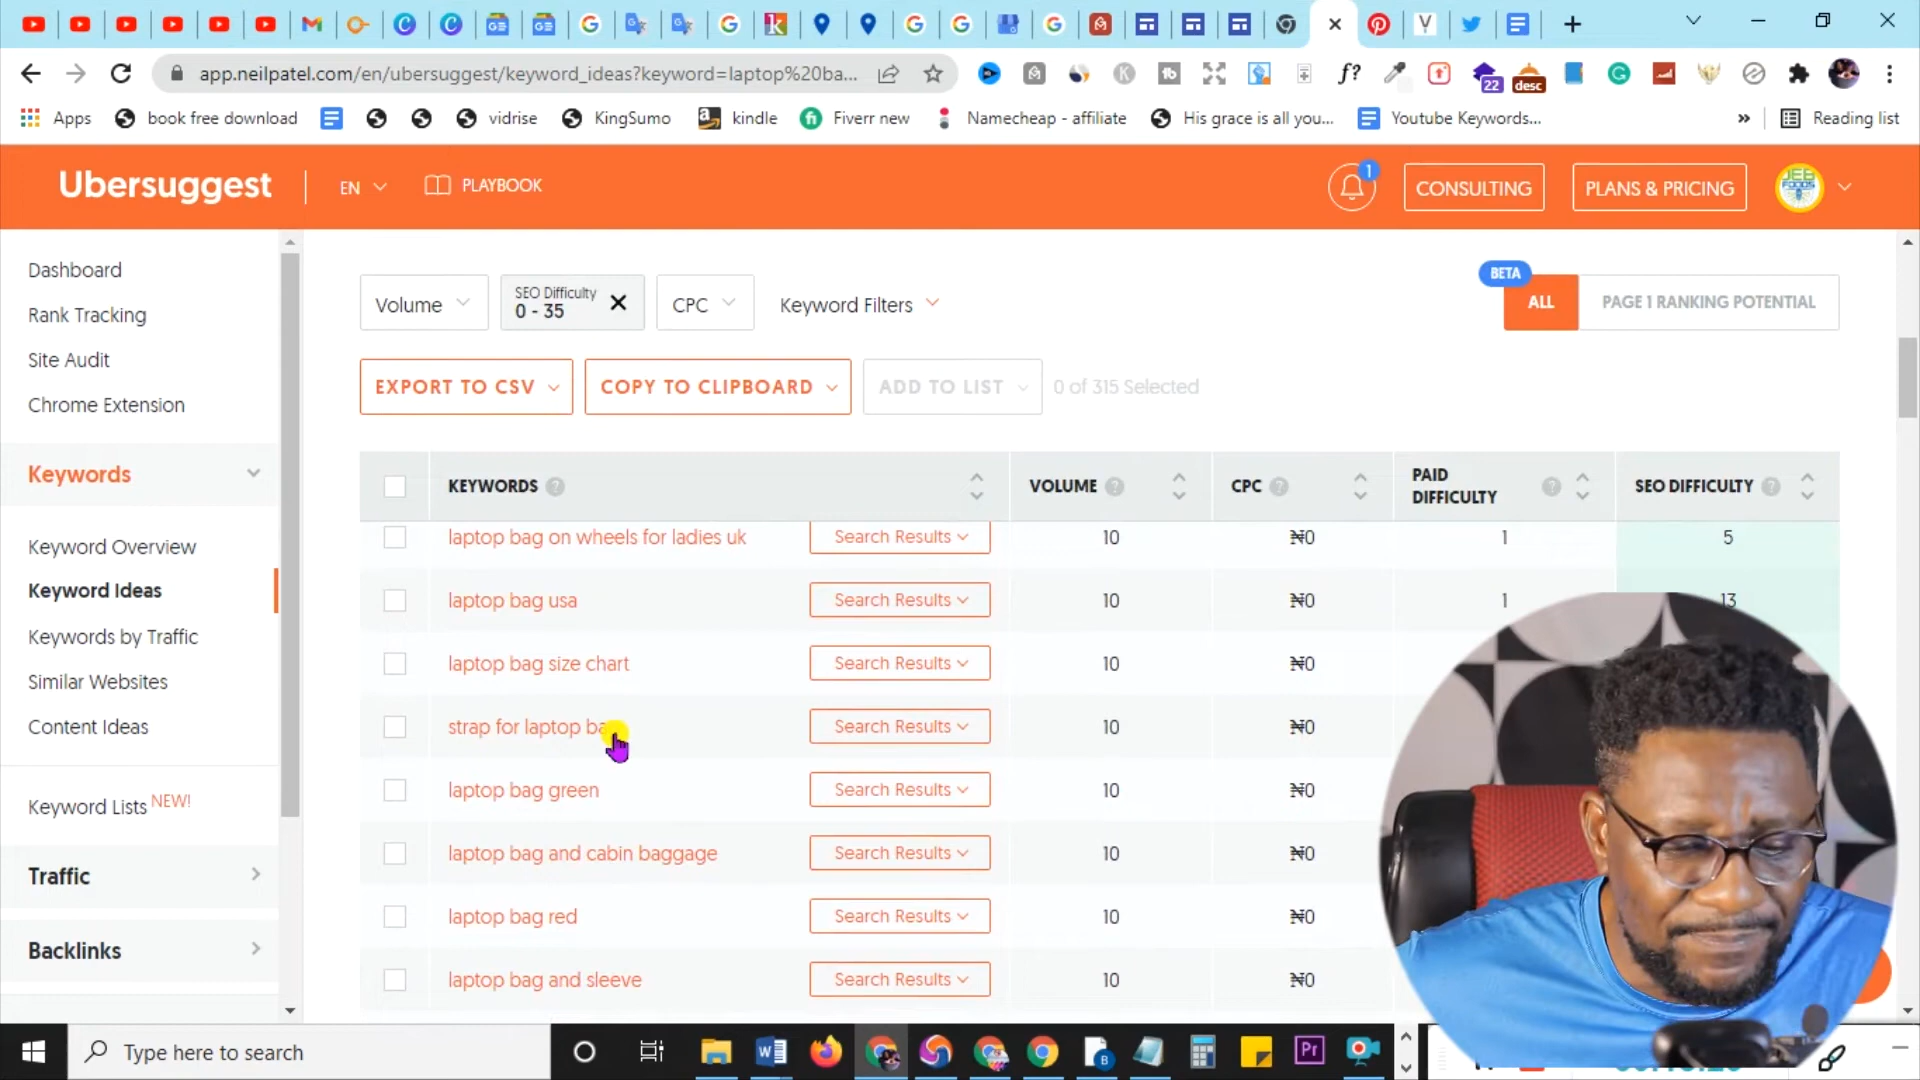 22
desc
app.neilpatel.com/en/ubersuggest/keyword_ideas?keyword=laptop%20ba...
Apps
book free download
vidrise
KingSumo
kindle
Fiverr new
Namecheap - affiliate
His grace is all you...
Youtube Keywords...
»
Reading list
Ubersuggest
EN
PLAYBOOK
1
CONSULTING
PLANS & PRICING
Dashboard
Rank Tracking
Site Audit
Chrome Extension
Keywords
Keyword Overview
Keyword Ideas
Keywords by Traffic
Similar Websites
Content Ideas
Keyword Lists NEW!
Traffic
Backlinks
Volume
SEO Difficulty
0 - 35
CPC
Keyword Filters
BETA
ALL
PAGE 1 RANKING POTENTIAL
EXPORT TO CSV
COPY TO CLIPBOARD
ADD TO LIST
0 of 315 Selected
KEYWORDS
VOLUME
CPC
PAID DIFFICULTY
SEO DIFFICULTY
laptop bag on wheels for ladies uk Search Results 10 ₦0 1 5
laptop bag usa Search Results 10 ₦0 1 13
laptop bag size chart Search Results 10 ₦0
strap for laptop Search Results 10 ₦0
laptop bag green Search Results 10 ₦0
laptop bag and cabin baggage Search Results 10 ₦0
laptop bag red Search Results 10 ₦0
laptop bag and sleeve Search Results 10 ₦0
Type here to search